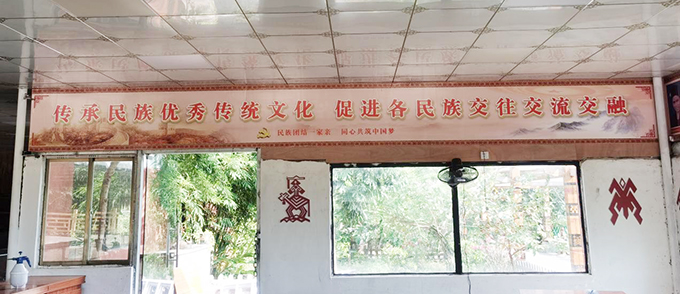 传承民族优秀传统文化 促进各民族交往交流交融
民族团结一家亲 同心共筑中国梦